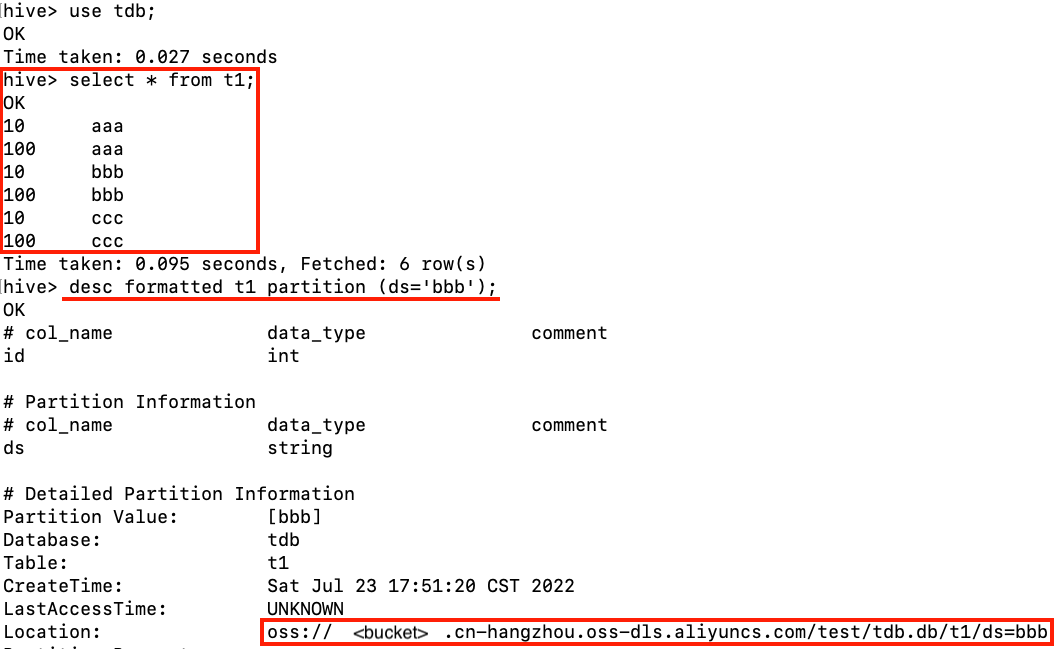 hive> use tdb;
OK
Time taken: 0.027 seconds
hive> select * from t1;
OK
10 aaa
100 aaa
10 bbb
100 bbb
10 ccc
100 ccc
Time taken: 0.095 seconds, Fetched: 6 row(s)
hive> desc formatted t1 partition (ds='bbb');
OK
# col_name data_type comment
id int
# Partition Information
# col_name data_type comment
ds string
# Detailed Partition Information
Partition Value: [bbb]
Database: tdb
Table: t1
CreateTime: Sat Jul 23 17:51:20 CST 2022
LastAccessTime: UNKNOWN
Location: oss:// <bucket> .cn-hangzhou.oss-dls.aliyuncs.com/test/tdb.db/t1/ds=bbb